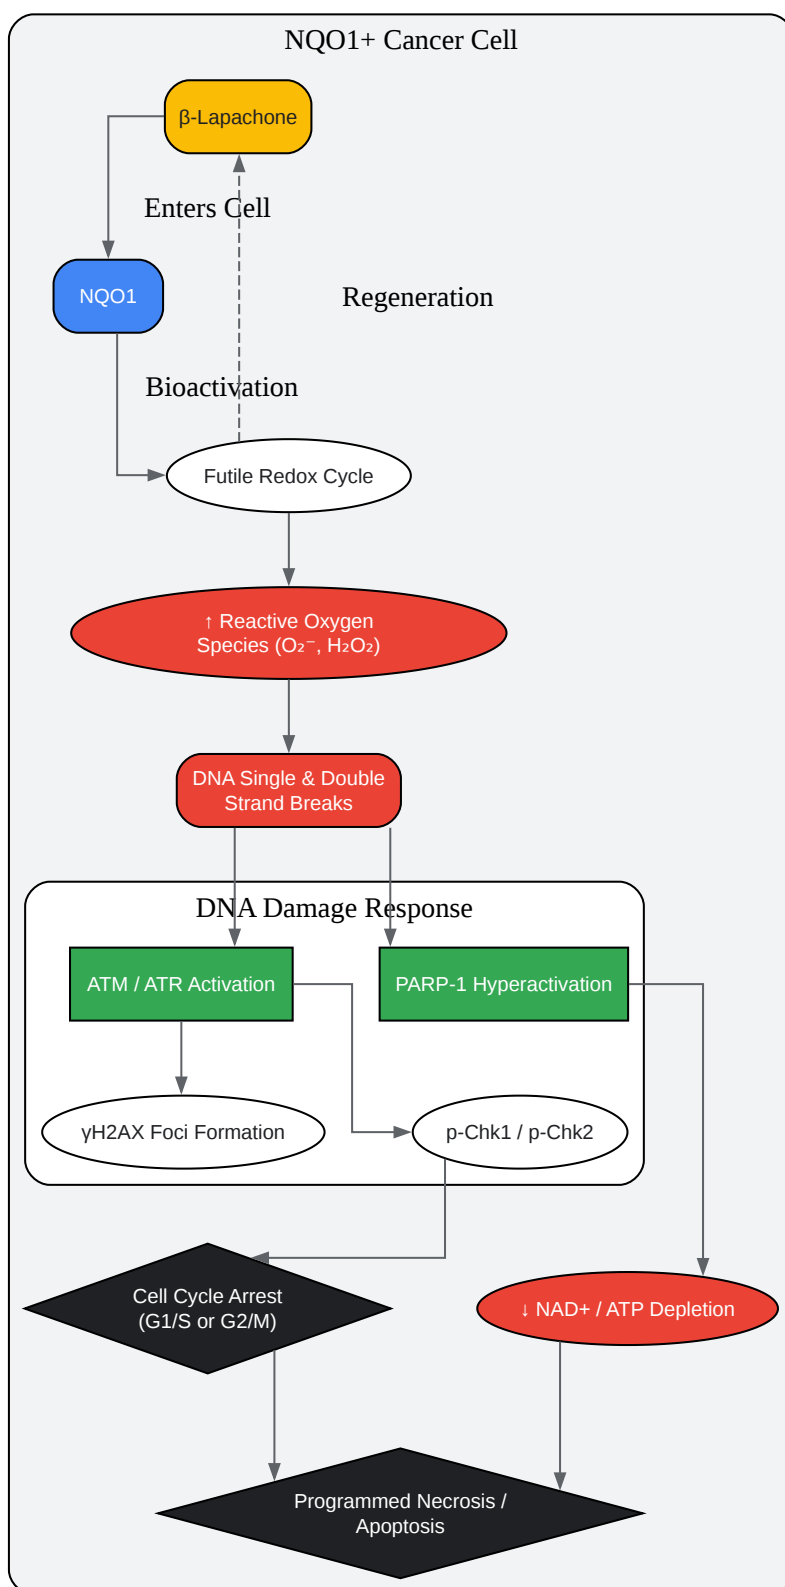 NQO1+ Cancer Cell
β-Lapachone
Enters Cell
NQO1
Regeneration
Bioactivation
Futile Redox Cycle
↑ Reactive Oxygen
Species (O₂⁻, H₂O₂)
DNA Single & Double
Strand Breaks
DNA Damage Response
ATM / ATR Activation
PARP-1 Hyperactivation
γH2AX Foci Formation
p-Chk1 / p-Chk2
Cell Cycle Arrest
(G1/S or G2/M)
↓ NAD+ / ATP Depletion
Programmed Necrosis /
Apoptosis